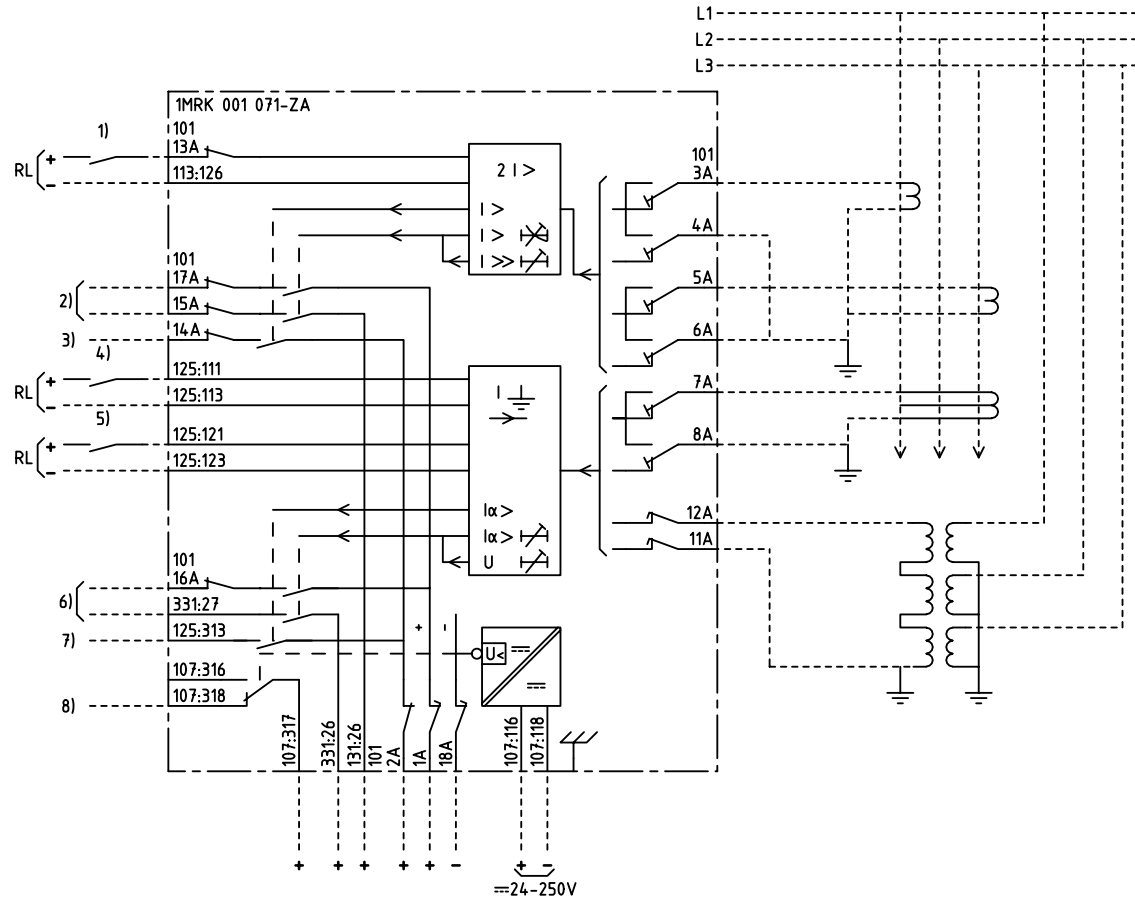 L1
L2
L3
1MRK 001 071-ZA
1)
101
13A
RL + −
113:126
2 I >
I >
I >
I >>
101
3A
4A
5A
6A
101
17A
2)
15A
3)
14A
4)
125:111
RL + −
125:113
5)
125:121
RL + −
125:123
I
7A
8A
12A
11A
Iα >
Iα >
U
101
16A
6)
331:27
7)
125:313
107:316
107:318
8)
+ -
U<
107:317
331:26
131:26
101
2A
1A
18A
107:116
107:118
+ + + + + − + −
24-250V